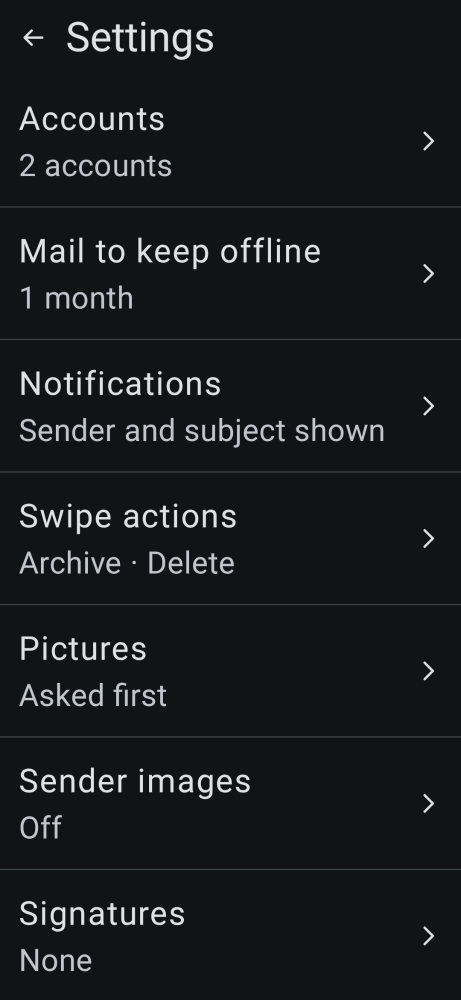 Settings
Accounts
2 accounts
Mail to keep offline
1 month
Notifications
Sender and subject shown
Swipe actions
Archive · Delete
Pictures
Asked first
Sender images
Off
Signatures
None